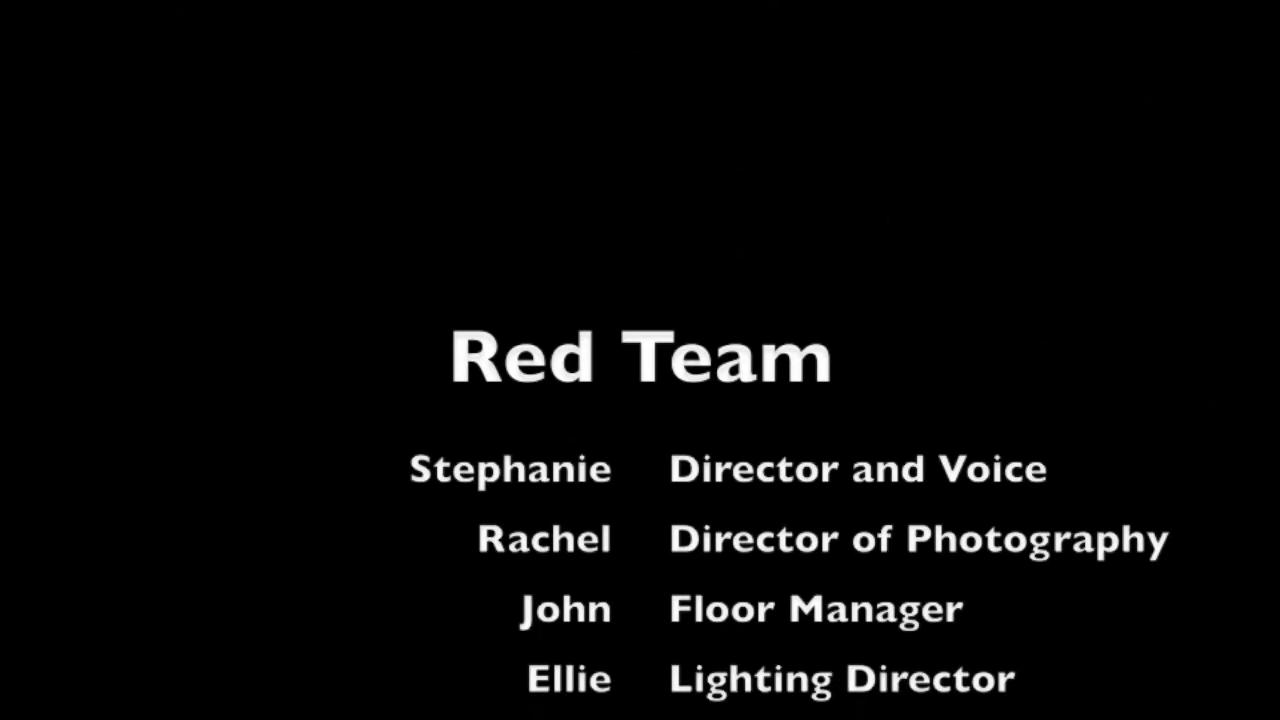 Red Team
Stephanie Director and Voice
Rachel Director of Photography
John Floor Manager
Ellie Lighting Director